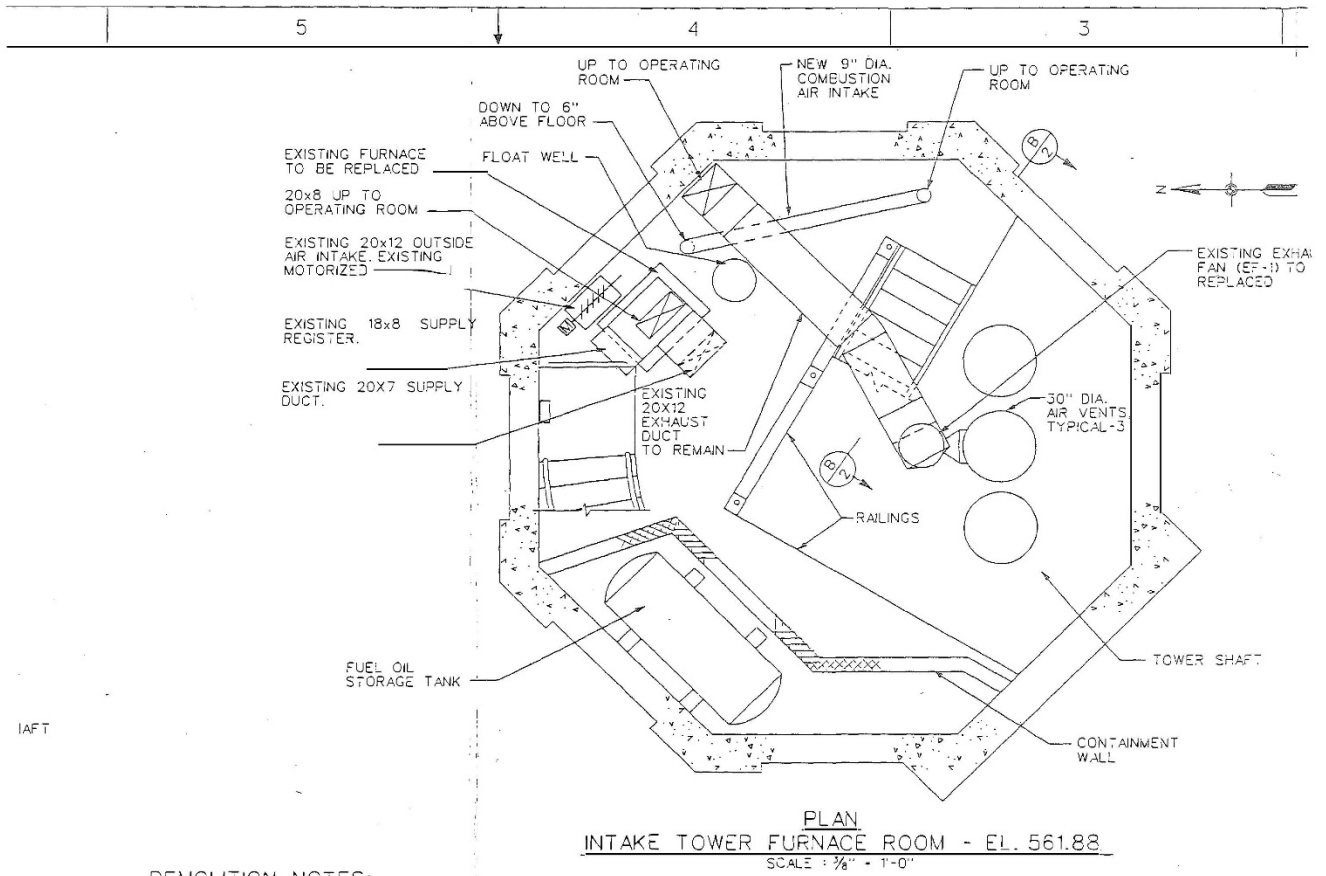 5
4
3
UP TO OPERATING
ROOM
NEW 9" DIA.
COMBUSTION
AIR INTAKE
UP TO OPERATING
ROOM
DOWN TO 6"
ABOVE FLOOR
FLOAT WELL
EXISTING FURNACE
TO BE REPLACED
20x8 UP TO
OPERATING ROOM
EXISTING 20x12 OUTSIDE
AIR INTAKE. EXISTING
MOTORIZED
EXISTING 18x8 SUPPLY
REGISTER.
EXISTING 20X7 SUPPLY
DUCT.
M
B
2
N
EXISTING EXHAU
FAN (EF-1) TO
REPLACED
EXISTING
20X12
EXHAUST
DUCT
TO REMAIN
30" DIA.
AIR VENTS
TYPICAL-3
B
2
RAILINGS
FUEL OIL
STORAGE TANK
TOWER SHAFT
IAFT
CONTAINMENT
WALL
PLAN
INTAKE TOWER FURNACE ROOM - EL. 561.88
SCALE : 3/8" = 1'-0"
DEMOLITION NOTES: